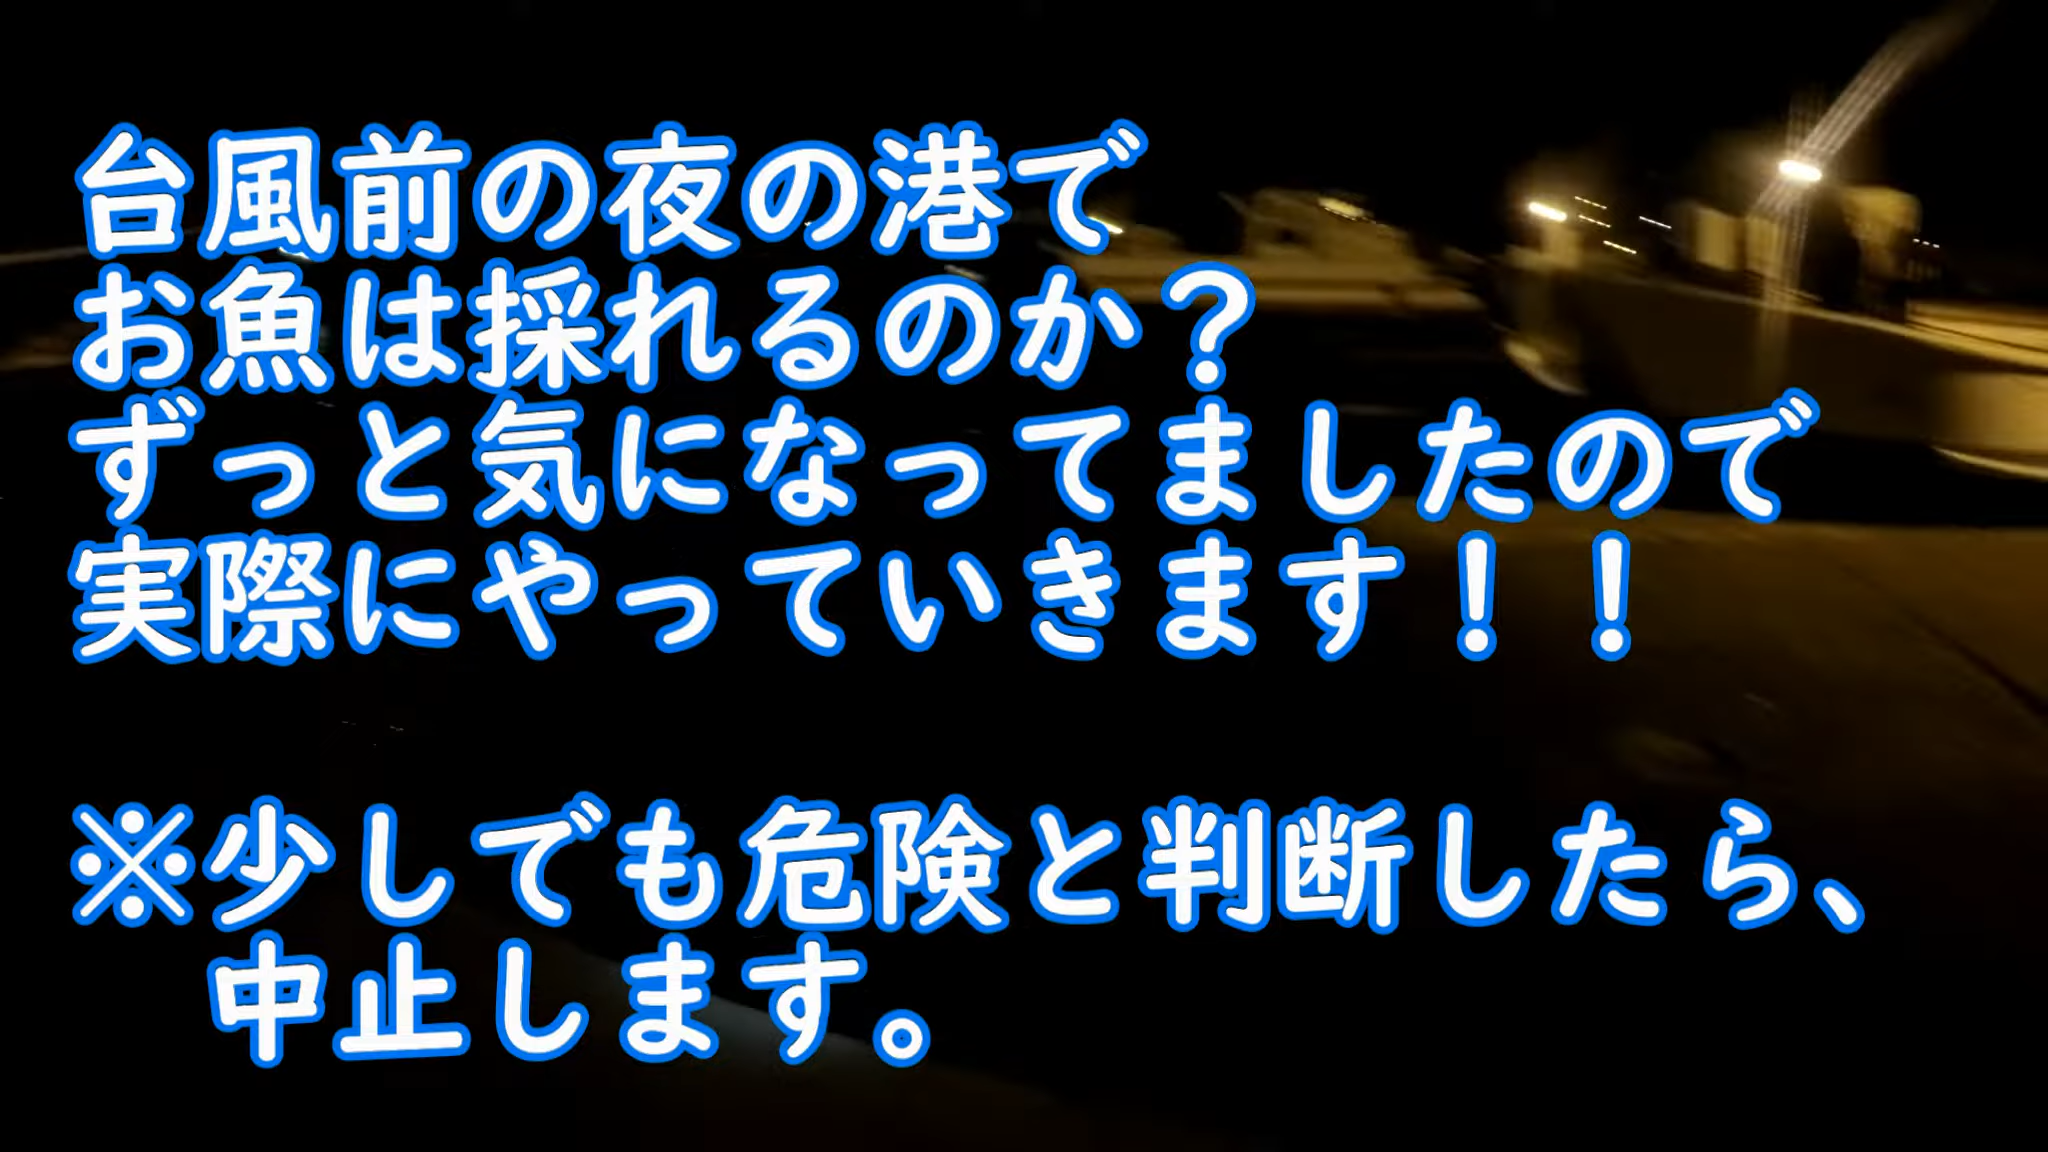 台風前の夜の港で
お魚は採れるのか？
ずっと気になってましたので
実際にやっていきます！！
※少しでも危険と判断したら、
中止します。